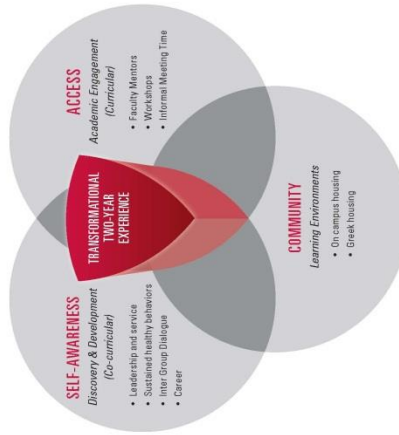 SELF-AWARENESS
Discovery & Development
(Co-curricular)
• Leadership and service
• Sustained healthy behaviors
• Inter Group Dialogue
• Career
TRANSFORMATIONAL
TWO-YEAR
EXPERIENCE
ACCESS
Academic Engagement
(Curricular)
• Faculty Mentors
• Workshops
• Informal Meeting Time
COMMUNITY
Learning Environments
• On campus housing
• Greek housing